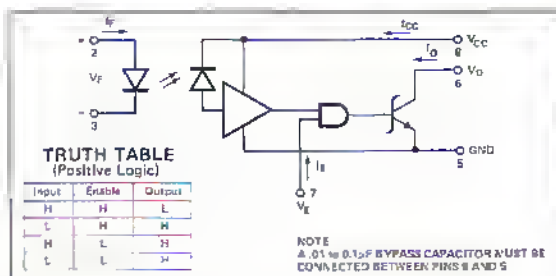 IF
ICC
+
2
VF
-
3
8 VCC
IO
6 VO
5 GND
IE
7
VE
TRUTH TABLE
(Positive Logic)
Input Enable Output
H H L
L H H
H L H
L L H
NOTE
A .01 to 0.1µF BYPASS CAPACITOR MUST BE
CONNECTED BETWEEN PINS 8 AND 5